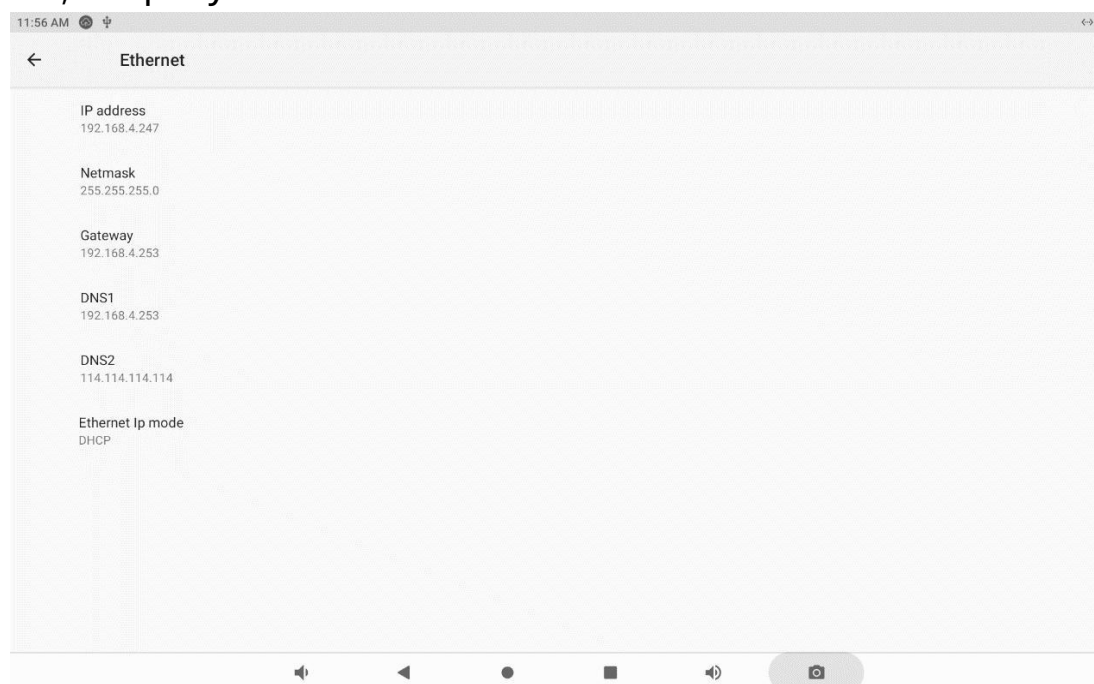 11:56 AM
Ethernet
IP address
192.168.4.247
Netmask
255.255.255.0
Gateway
192.168.4.253
DNS1
192.168.4.253
DNS2
114.114.114.114
Ethernet Ip mode
DHCP